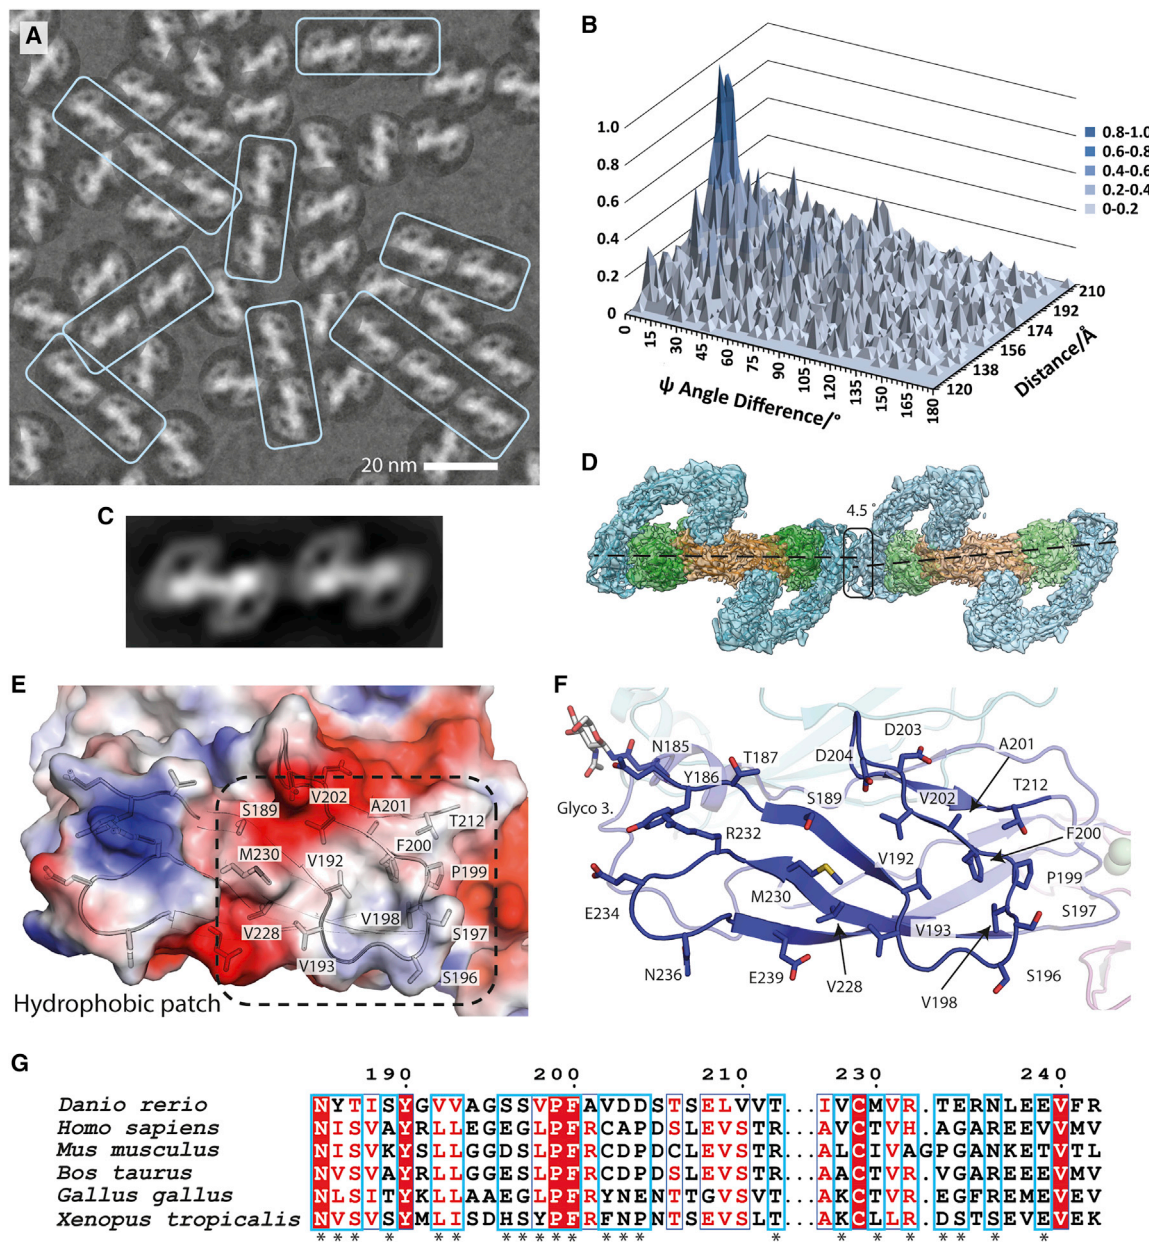 A
20 nm
B
1.0
0.8
0.6
0.4
0.2
0
0 15 30 45 60 75 90 105 120 135 150 165 180
ψ Angle Difference/°
120 138 156 174 192 210
Distance/Å
0.8-1.0
0.6-0.8
0.4-0.6
0.2-0.4
0-0.2
C
D
4.5°
E
S189
V202
A201
T212
M230
V192
F200
P199
V198
V228
S197
V193
S196
Hydrophobic patch
F
N185
T187
D203
D204
A201
Y186
S189
V202
T212
Glyco 3.
R232
F200
V192
P199
M230
E234
S197
V193
N236
E239
V228
V198
S196
G
190 200 210 230 240
Danio rerio NYTISYGVVAGSSVPFAVDDSTSELVVT...IVCMVR.TERNLEEVFR
Homo sapiens NISVAYRLLEGEGLPFRCAPDSLEVSTR...AVCTVH.AGAREEVVMV
Mus musculus NISVKYSLLGGDSLPFRCDPDCLEVSTR...ALCIVAGPGANKETVTL
Bos taurus NVSVAYRLLGGESLPFRCDPDSLEVSTR...AACTVR.VGAREEEVMV
Gallus gallus NLSITYKLLAAEGLPFRYNENTTGVSVT...AKCTVR.EGFREMEVEV
Xenopus tropicalis NVSVSYMLISDHSYPFRFNPNTSEVSLT...AKCLLR.DSTSEVEVEK
* * * * * * * * * * * * * * * * * * * * *